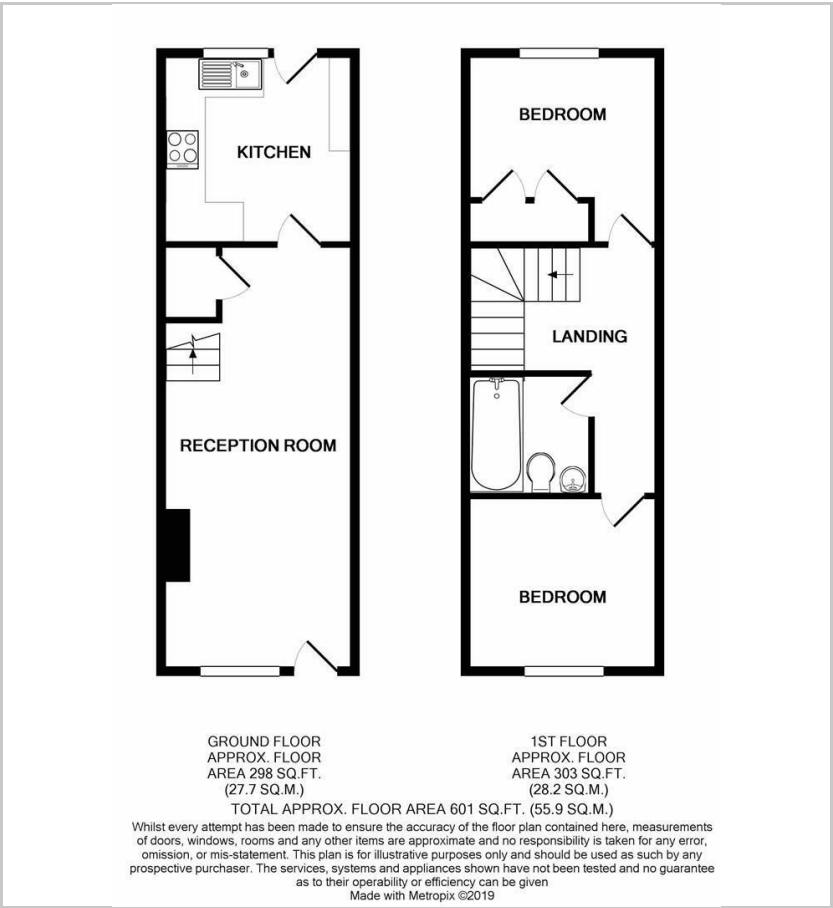 KITCHEN
RECEPTION ROOM
BEDROOM
LANDING
BEDROOM
GROUND FLOOR
APPROX. FLOOR
AREA 298 SQ.FT.
(27.7 SQ.M.)
1ST FLOOR
APPROX. FLOOR
AREA 303 SQ.FT.
(28.2 SQ.M.)
TOTAL APPROX. FLOOR AREA 601 SQ.FT. (55.9 SQ.M.)
Whilst every attempt has been made to ensure the accuracy of the floor plan contained here, measurements
of doors, windows, rooms and any other items are approximate and no responsibility is taken for any error,
omission, or mis-statement. This plan is for illustrative purposes only and should be used as such by any
prospective purchaser. The services, systems and appliances shown have not been tested and no guarantee
as to their operability or efficiency can be given
Made with Metropix ©2019